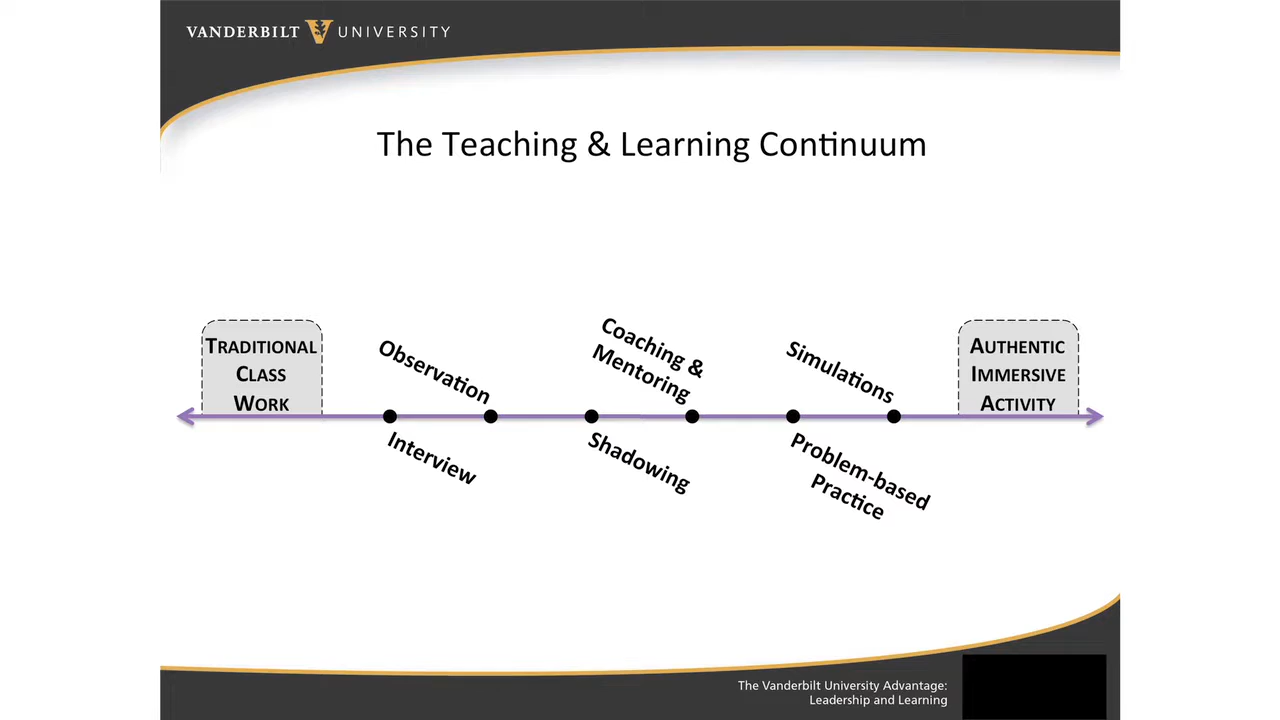 VANDERBILT UNIVERSITY
The Teaching & Learning Continuum
TRADITIONAL
CLASS
WORK
Observation
Interview
Coaching &
Mentoring
Shadowing
Simulations
Problem-based
Practice
AUTHENTIC
IMMERSIVE
ACTIVITY
The Vanderbilt University Advantage:
Leadership and Learning